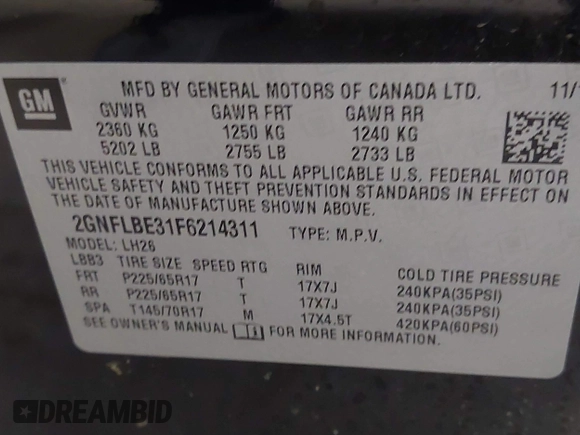 GM
MFD BY GENERAL MOTORS OF CANADA LTD. 11/1
GVWR GAWR FRT GAWR RR
2360 KG 1250 KG 1240 KG
5202 LB 2755 LB 2733 LB
THIS VEHICLE CONFORMS TO ALL APPLICABLE U.S. FEDERAL MOTOR
VEHICLE SAFETY AND THEFT PREVENTION STANDARDS IN EFFECT ON
THE DATE OF MANUFACTURE SHOWN ABOVE.
2GNFLBE31F6214311 TYPE: M.P.V.
MODEL: LH26
LBB3 TIRE SIZE SPEED RTG RIM COLD TIRE PRESSURE
FRT P225/65R17 T 17X7J 240KPA(35PSI)
RR P225/65R17 T 17X7J 240KPA(35PSI)
SPA T145/70R17 M 17X4.5T 420KPA(60PSI)
SEE OWNER'S MANUAL FOR MORE INFORMATION.
DREAMBID